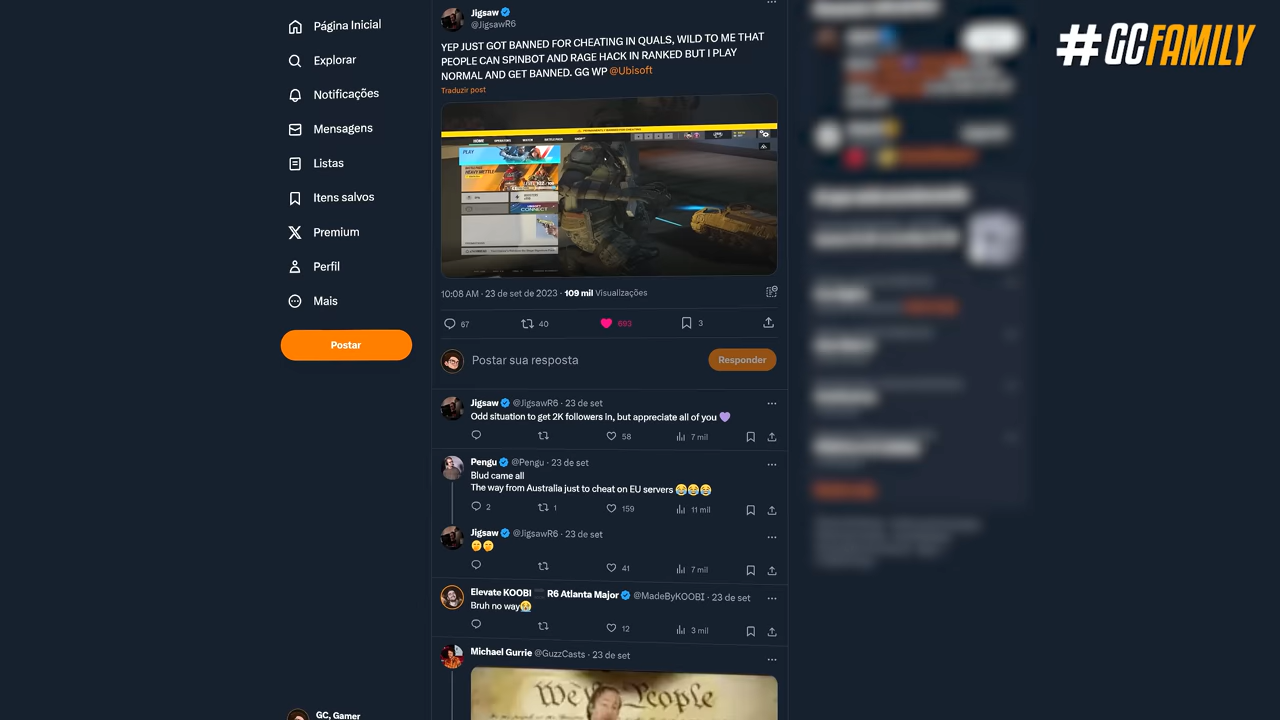 #GCFAMILY
Página Inicial
Explorar
Notificações
Mensagens
Listas
Itens salvos
Premium
Perfil
Mais
Postar
GC, Gamer
Jigsaw
@JigsawR6
YEP JUST GOT BANNED FOR CHEATING IN QUALS, WILD TO ME THAT
PEOPLE CAN SPINBOT AND RAGE HACK IN RANKED BUT I PLAY
NORMAL AND GET BANNED. GG WP @Ubisoft
Traduzir post
HOME
PLAY
HEAVY METTLE
CONNECT
10:08 AM · 23 de set de 2023 · 109 mil Visualizações
67 40 693 3
Postar sua resposta
Responder
Jigsaw @JigsawR6 · 23 de set
Odd situation to get 2K followers in, but appreciate all of you 💜
58 7 mil
Pengu @Pengu · 23 de set
Blud came all
The way from Australia just to cheat on EU servers 😂😂😂
2 1 159 11 mil
Jigsaw @JigsawR6 · 23 de set
41 7 mil
Elevate KOOBI R6 Atlanta Major @MadeByKOOBI · 23 de set
Bruh no way😭
12 3 mil
Michael Gurrie @GuzzCasts · 23 de set
We People